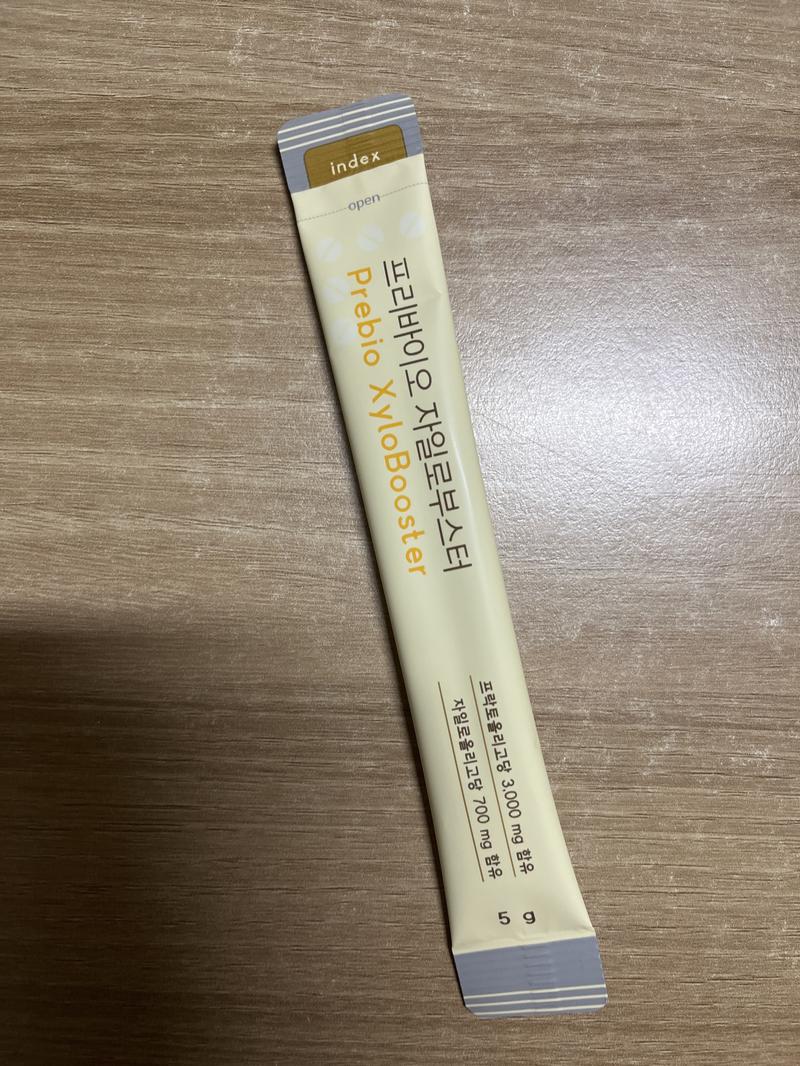 index
open
프리바이오 자일로부스터
Prebio XyloBooster
프락토올리고당 3,000 mg 함유
자일로올리고당 700 mg 함유
5 g